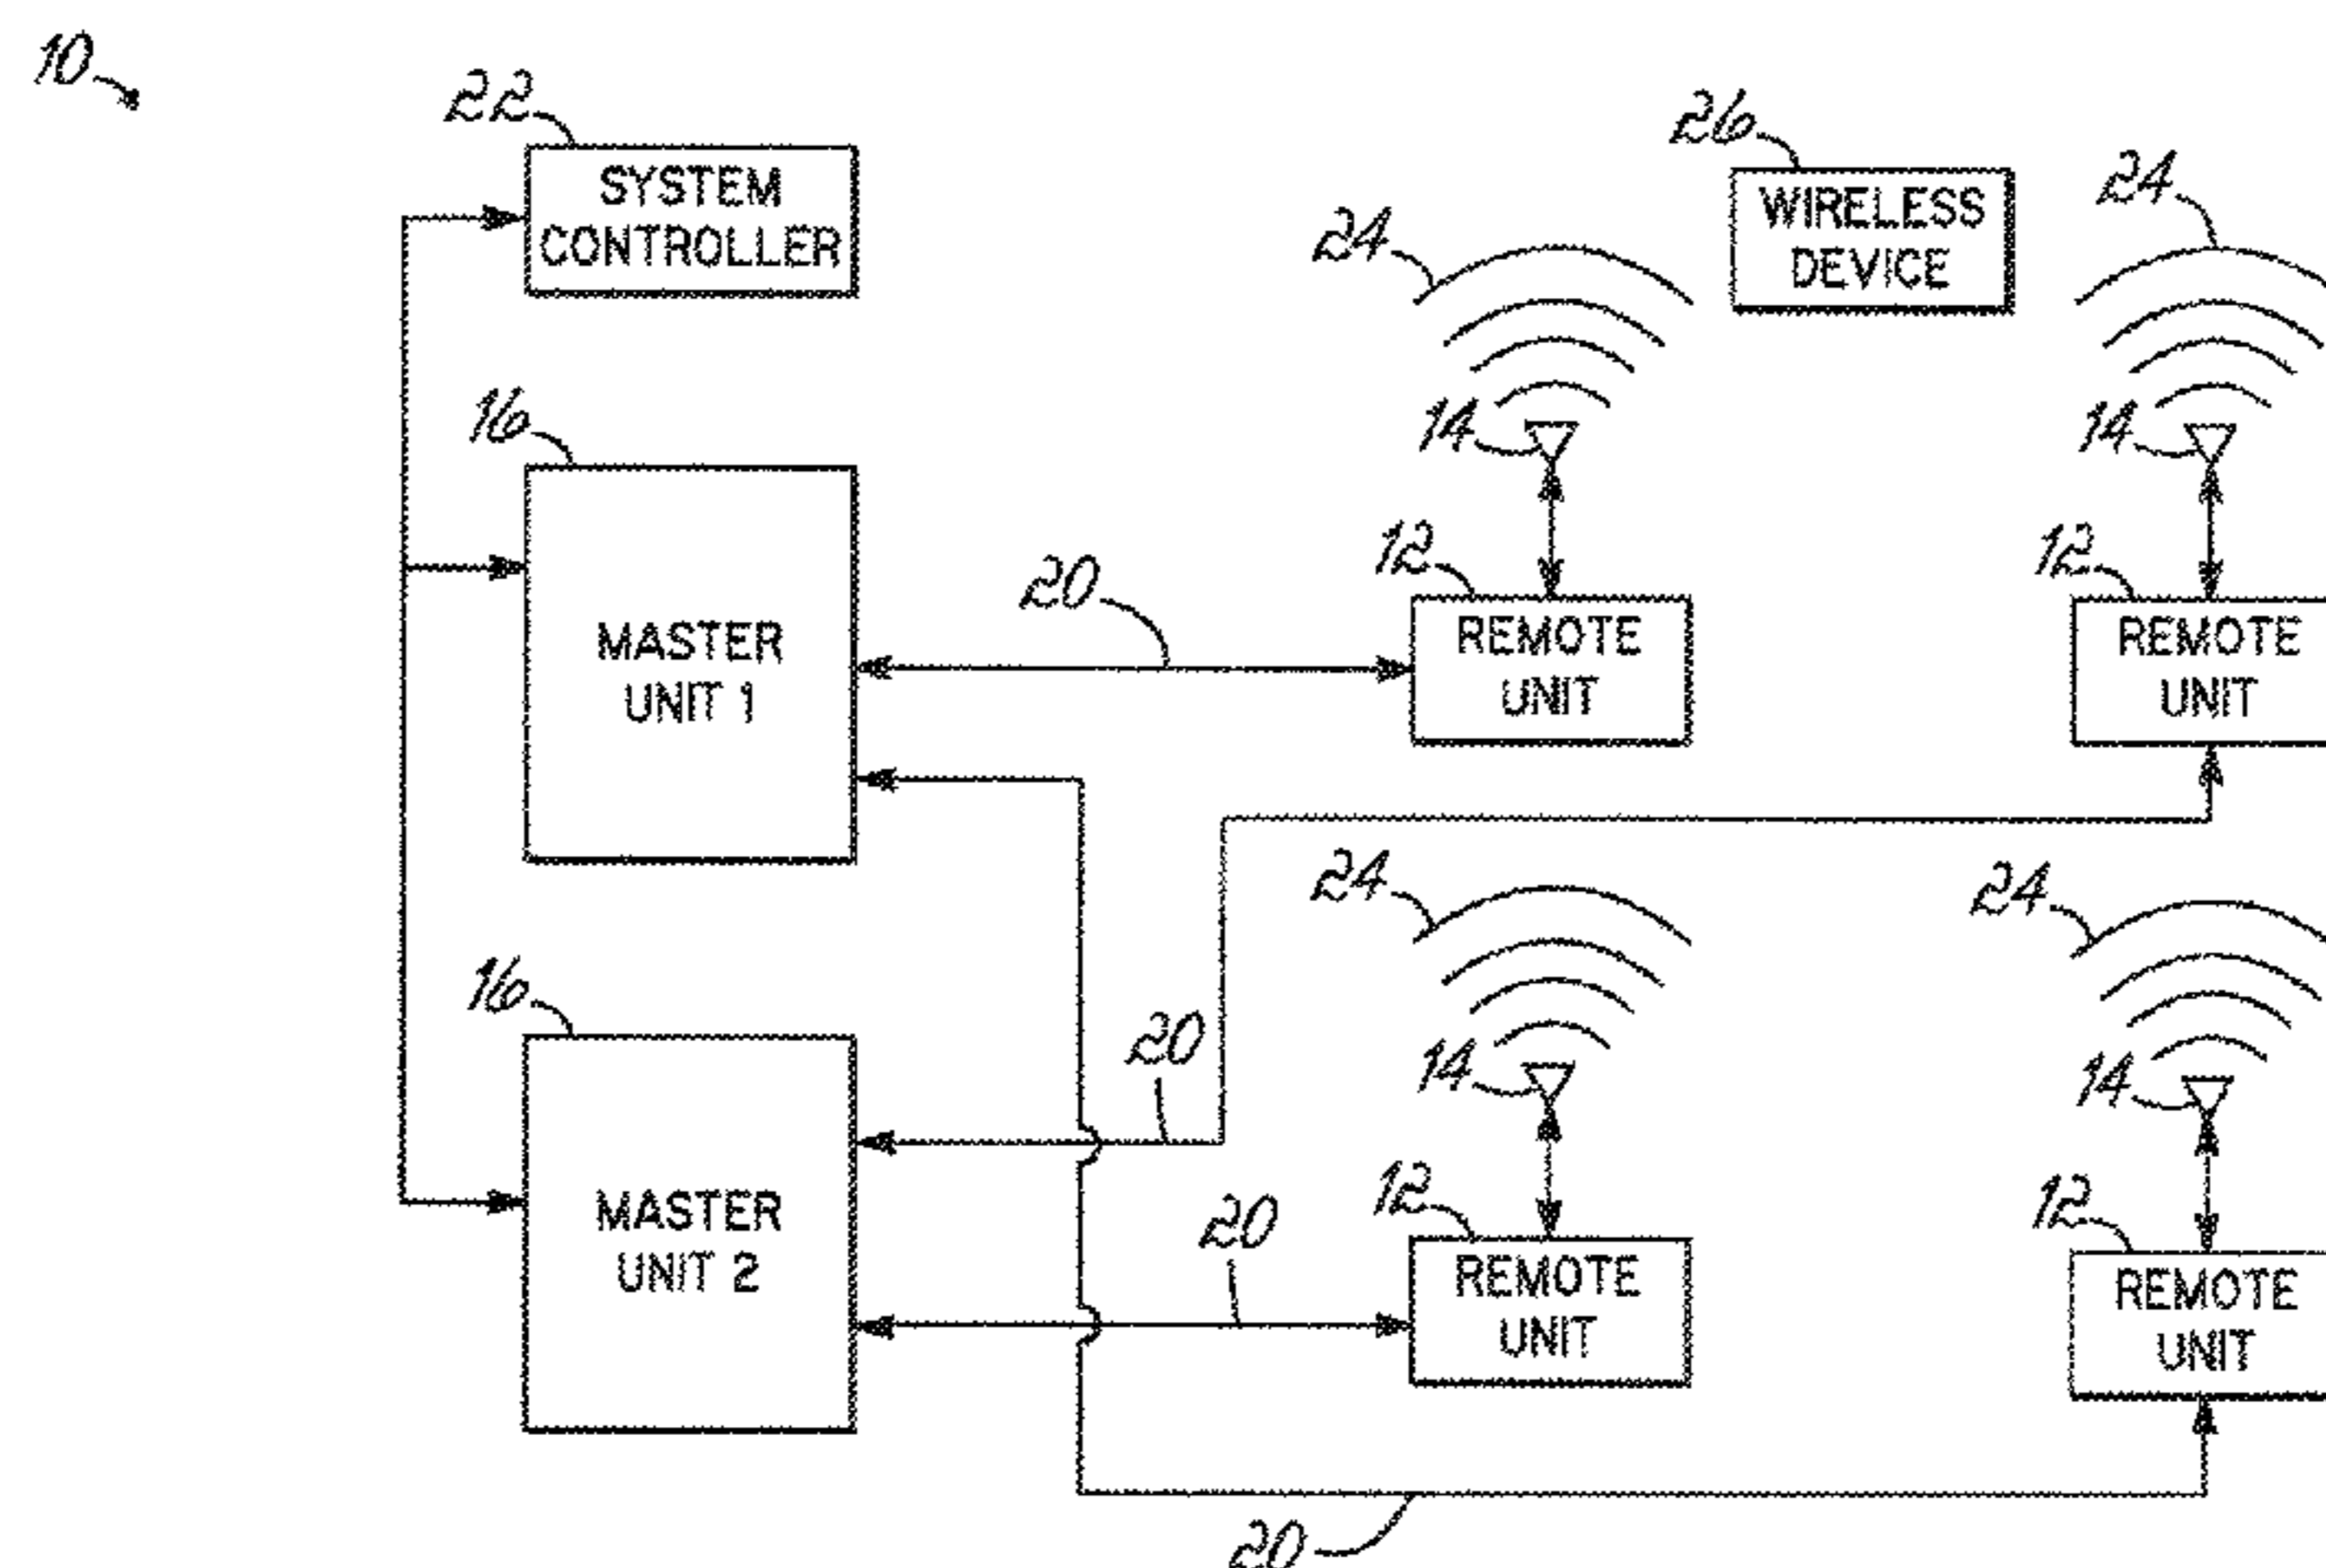 10
22
SYSTEM
CONTROLLER
26
WIRELESS
DEVICE
24
24
16
MASTER
UNIT 1
14
14
20
12
REMOTE
UNIT
12
REMOTE
UNIT
24
24
16
MASTER
UNIT 2
20
14
14
20
12
REMOTE
UNIT
12
REMOTE
UNIT
20